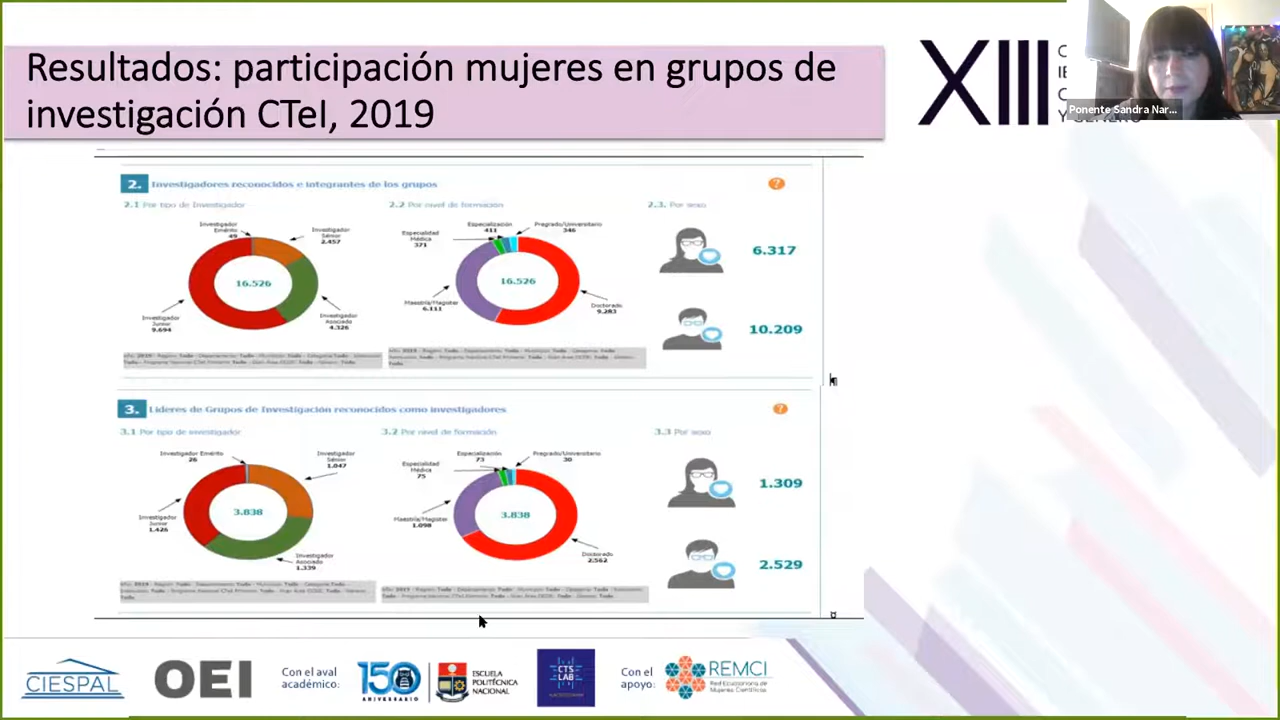 Resultados: participación mujeres en grupos de
investigación CTeI, 2019
XIII
Ponente Sandra Nar...
Y GÉNERO
2. Investigadores reconocidos e integrantes de los grupos
?
2.1 Por tipo de Investigador
2.2 Por nivel de formación
2.3. Por sexo
Investigador
Emérito
49
Investigador
Sénior
2.457
16.526
Investigador
Asociado
4.326
Investigador
Junior
9.694
Especialidad
Médica
371
Especialización
411
Pregrado/Universitario
346
16.526
Maestría/Magister
6.111
Doctorado
9.283
6.317
10.209
3. Líderes de Grupos de Investigación reconocidos como investigadores
?
3.1 Por tipo de investigador
3.2 Por nivel de formación
3.3 Por sexo
Investigador Emérito
26
Investigador
Sénior
1.047
3.838
Investigador
Junior
1.426
Investigador
Asociado
1.339
Especialidad
Médica
75
Especialización
73
Pregrado/Universitario
30
3.838
Maestría/Magister
1.098
Doctorado
2.562
1.309
2.529
CIESPAL
OEI
Con el aval
académico:
150
ANIVERSARIO
ESCUELA
POLITÉCNICA
NACIONAL
CTS
LAB
Con el
apoyo:
REMCI
Red Ecuatoriana de
Mujeres Científicas